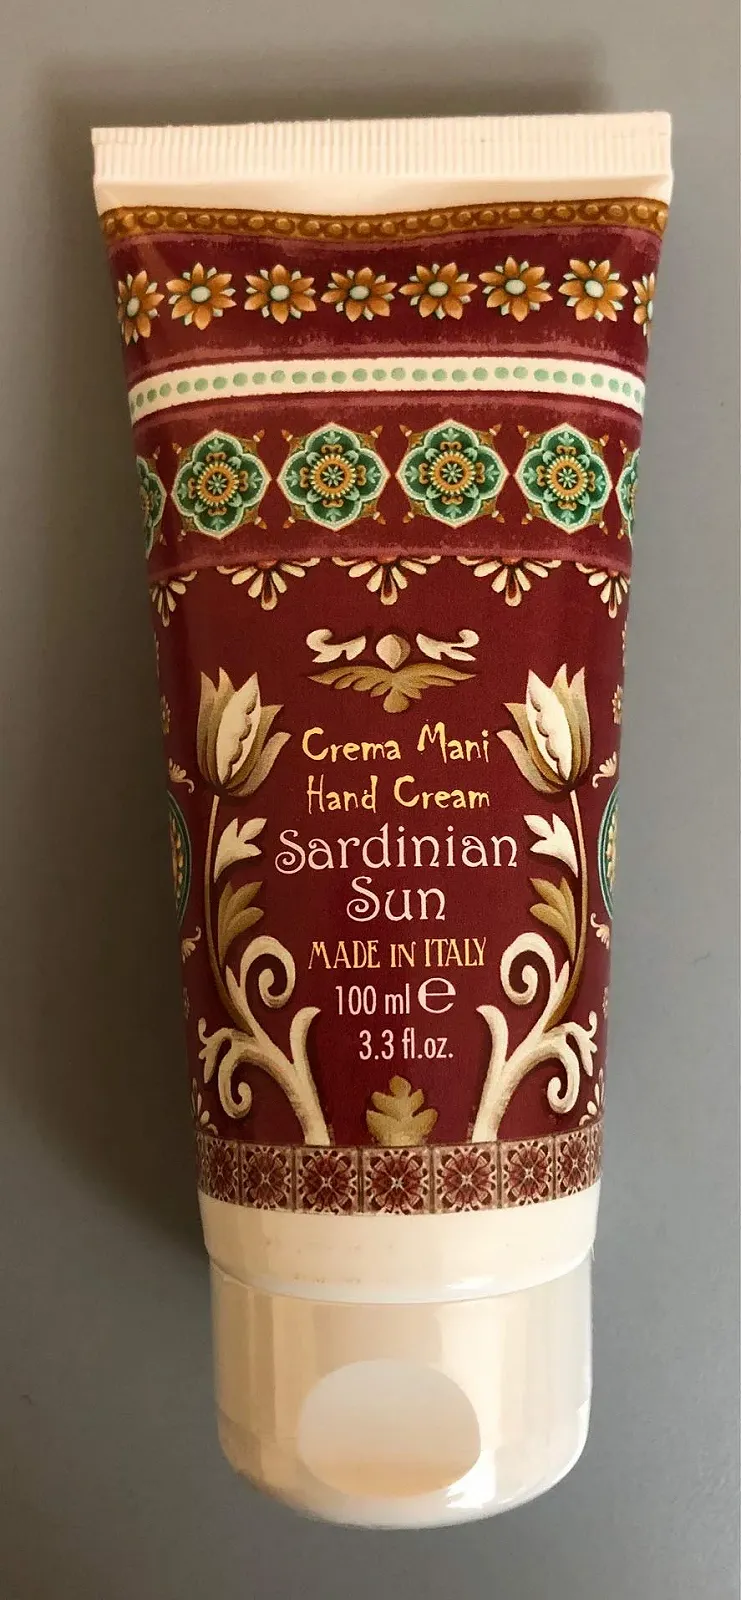 Crema Mani
Hand Cream
Sardinian
Sun
MADE IN ITALY
100 ml ℮
3.3 fl.oz.